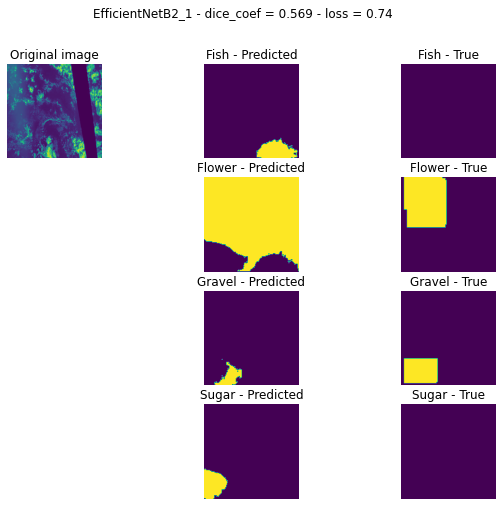 EfficientNetB2_1 - dice_coef = 0.569 - loss = 0.74
Original image
Fish - Predicted
Fish - True
Flower - Predicted
Flower - True
Gravel - Predicted
Gravel - True
Sugar - Predicted
Sugar - True